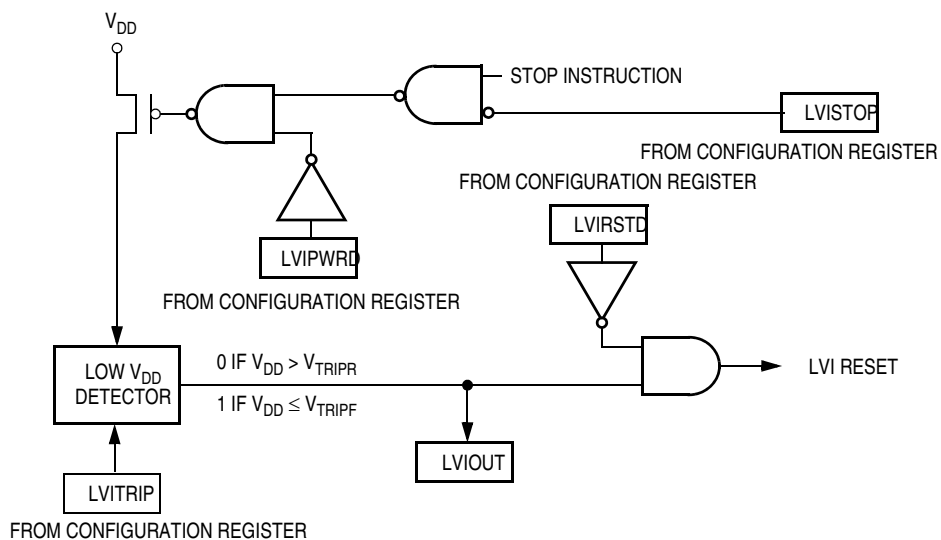 VDD
STOP INSTRUCTION
LVISTOP
FROM CONFIGURATION REGISTER
FROM CONFIGURATION REGISTER
LVIRSTD
LVIPWRD
FROM CONFIGURATION REGISTER
LOW VDD
DETECTOR
0 IF VDD > VTRIPR
1 IF VDD ≤ VTRIPF
LVI RESET
LVIOUT
LVITRIP
FROM CONFIGURATION REGISTER